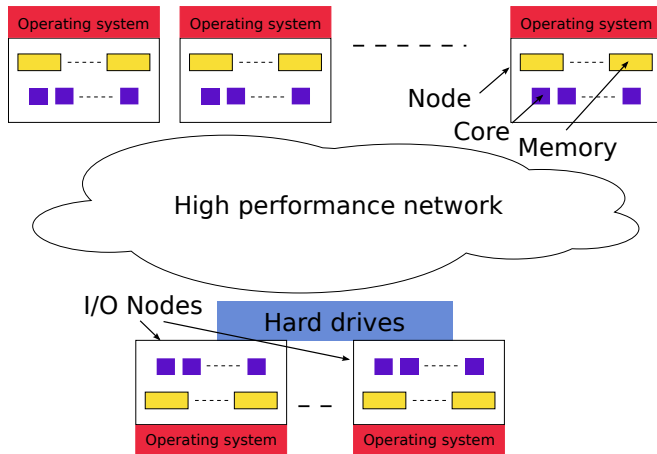 Operating system
Operating system
Operating system
Node
Core
Memory
High performance network
I/O Nodes
Hard drives
Operating system
Operating system